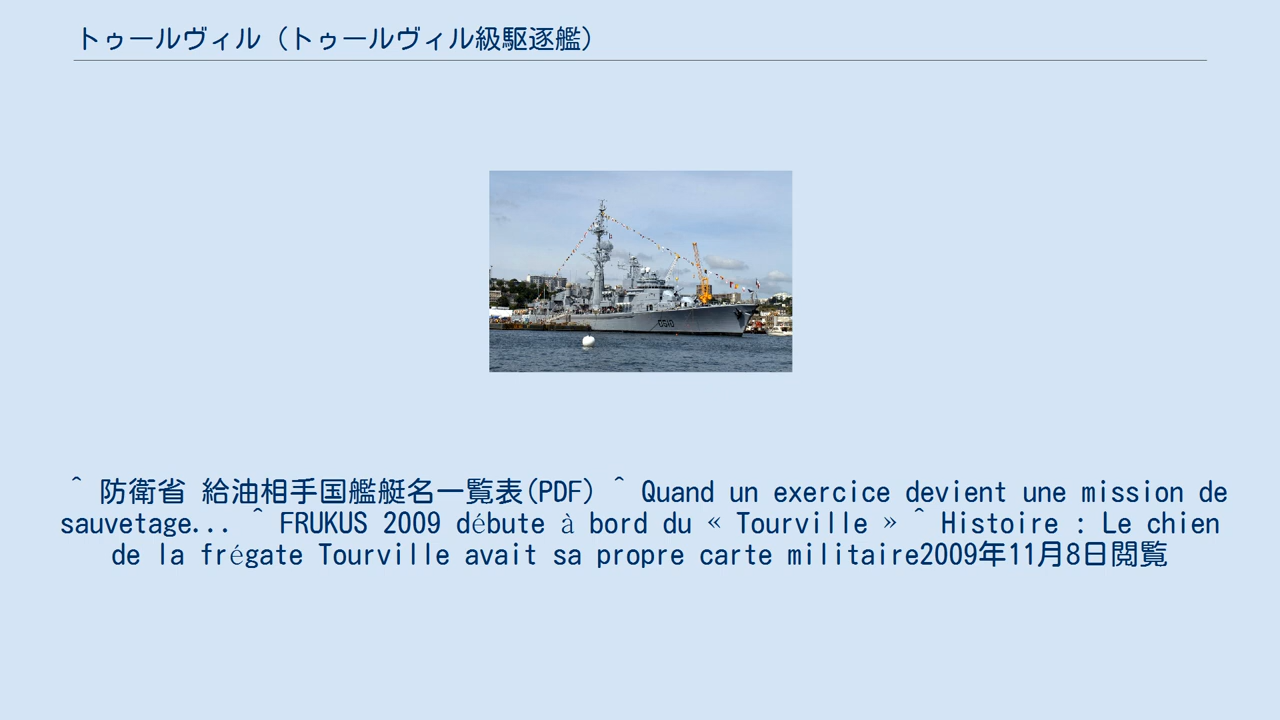 トゥールヴィル（トゥールヴィル級駆逐艦）
D610
^ 防衛省 給油相手国艦艇名一覧表(PDF) ^ Quand un exercice devient une mission de
sauvetage... ^ FRUKUS 2009 débute à bord du « Tourville » ^ Histoire : Le chien
de la frégate Tourville avait sa propre carte militaire2009年11月8日閲覧